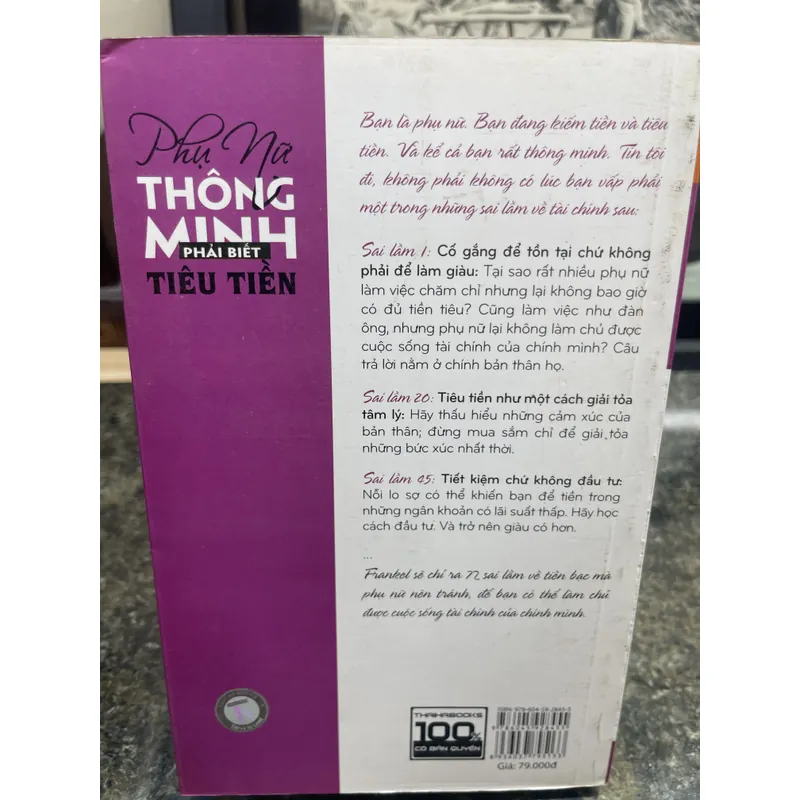 Phụ Nữ
THÔNG
MINH
PHẢI BIẾT
TIÊU TIỀN
Bạn là phụ nữ. Bạn đang kiếm tiền và tiêu
tiền. Và kể cả bạn rất thông minh. Tin tôi
đi, không phải không có lúc bạn vấp phải
một trong những sai lầm về tài chính sau:
Sai lầm 1: Cố gắng để tồn tại chứ không
phải để làm giàu: Tại sao rất nhiều phụ nữ
làm việc chăm chỉ nhưng lại không bao giờ
có đủ tiền tiêu? Cũng làm việc như đàn
ông, nhưng phụ nữ lại không làm chủ được
cuộc sống tài chính của chính mình? Câu
trả lời nằm ở chính bản thân họ.
Sai lầm 20: Tiêu tiền như một cách giải tỏa
tâm lý: Hãy thấu hiểu những cảm xúc của
bản thân; đừng mua sắm chỉ để giải tỏa
những bức xúc nhất thời.
Sai lầm 45: Tiết kiệm chứ không đầu tư:
Nỗi lo sợ có thể khiến bạn để tiền trong
những ngân khoản có lãi suất thấp. Hãy học
cách đầu tư. Và trở nên giàu có hơn.
...
Frankel sẽ chỉ ra 72 sai lầm về tiền bạc mà
phụ nữ nên tránh, để bạn có thể làm chủ
được cuộc sống tài chính của chính mình.
THAIHABOOKS
100%
CÓ BẢN QUYỀN
Giá: 79.000đ